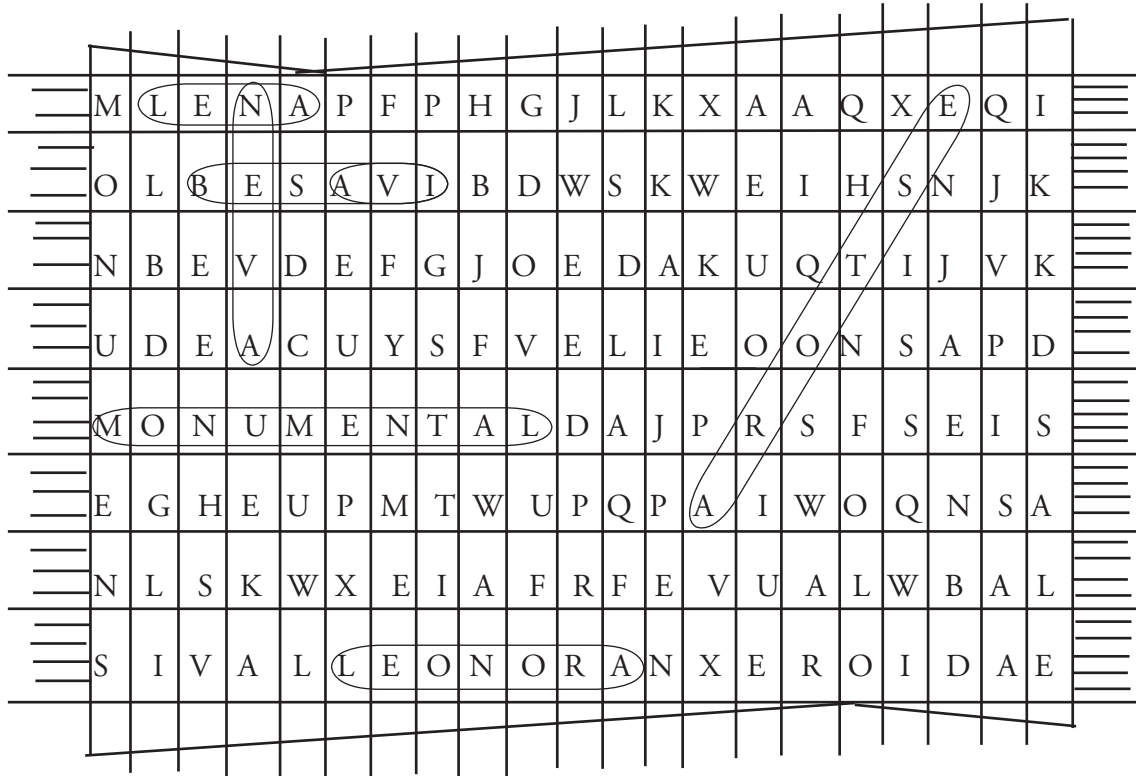 M L E N A P F P H G J L K X A A Q X E Q I
O L B E S A V I B D W S K W E I H S N J K
N B E V D E F G J O E D A K U Q T I J V K
U D E A C U Y S F V E L I E O O N S A P D
M O N U M E N T A L D A J P R S F S E I S
E G H E U P M T W U P Q P A I W O Q N S A
N L S K W X E I A F R F E V U A L W B A L
S I V A L L E O N O R A N X E R O I D A E